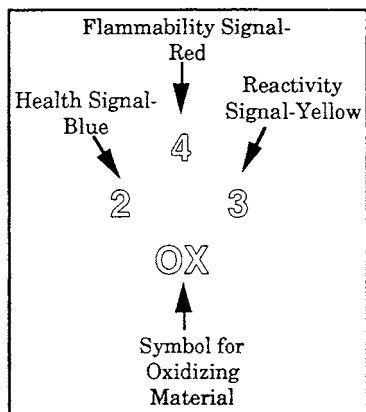 Flammability Signal-
Red
Health Signal-
Blue
Reactivity
Signal-Yellow
4
2
3
OX
Symbol for
Oxidizing
Material